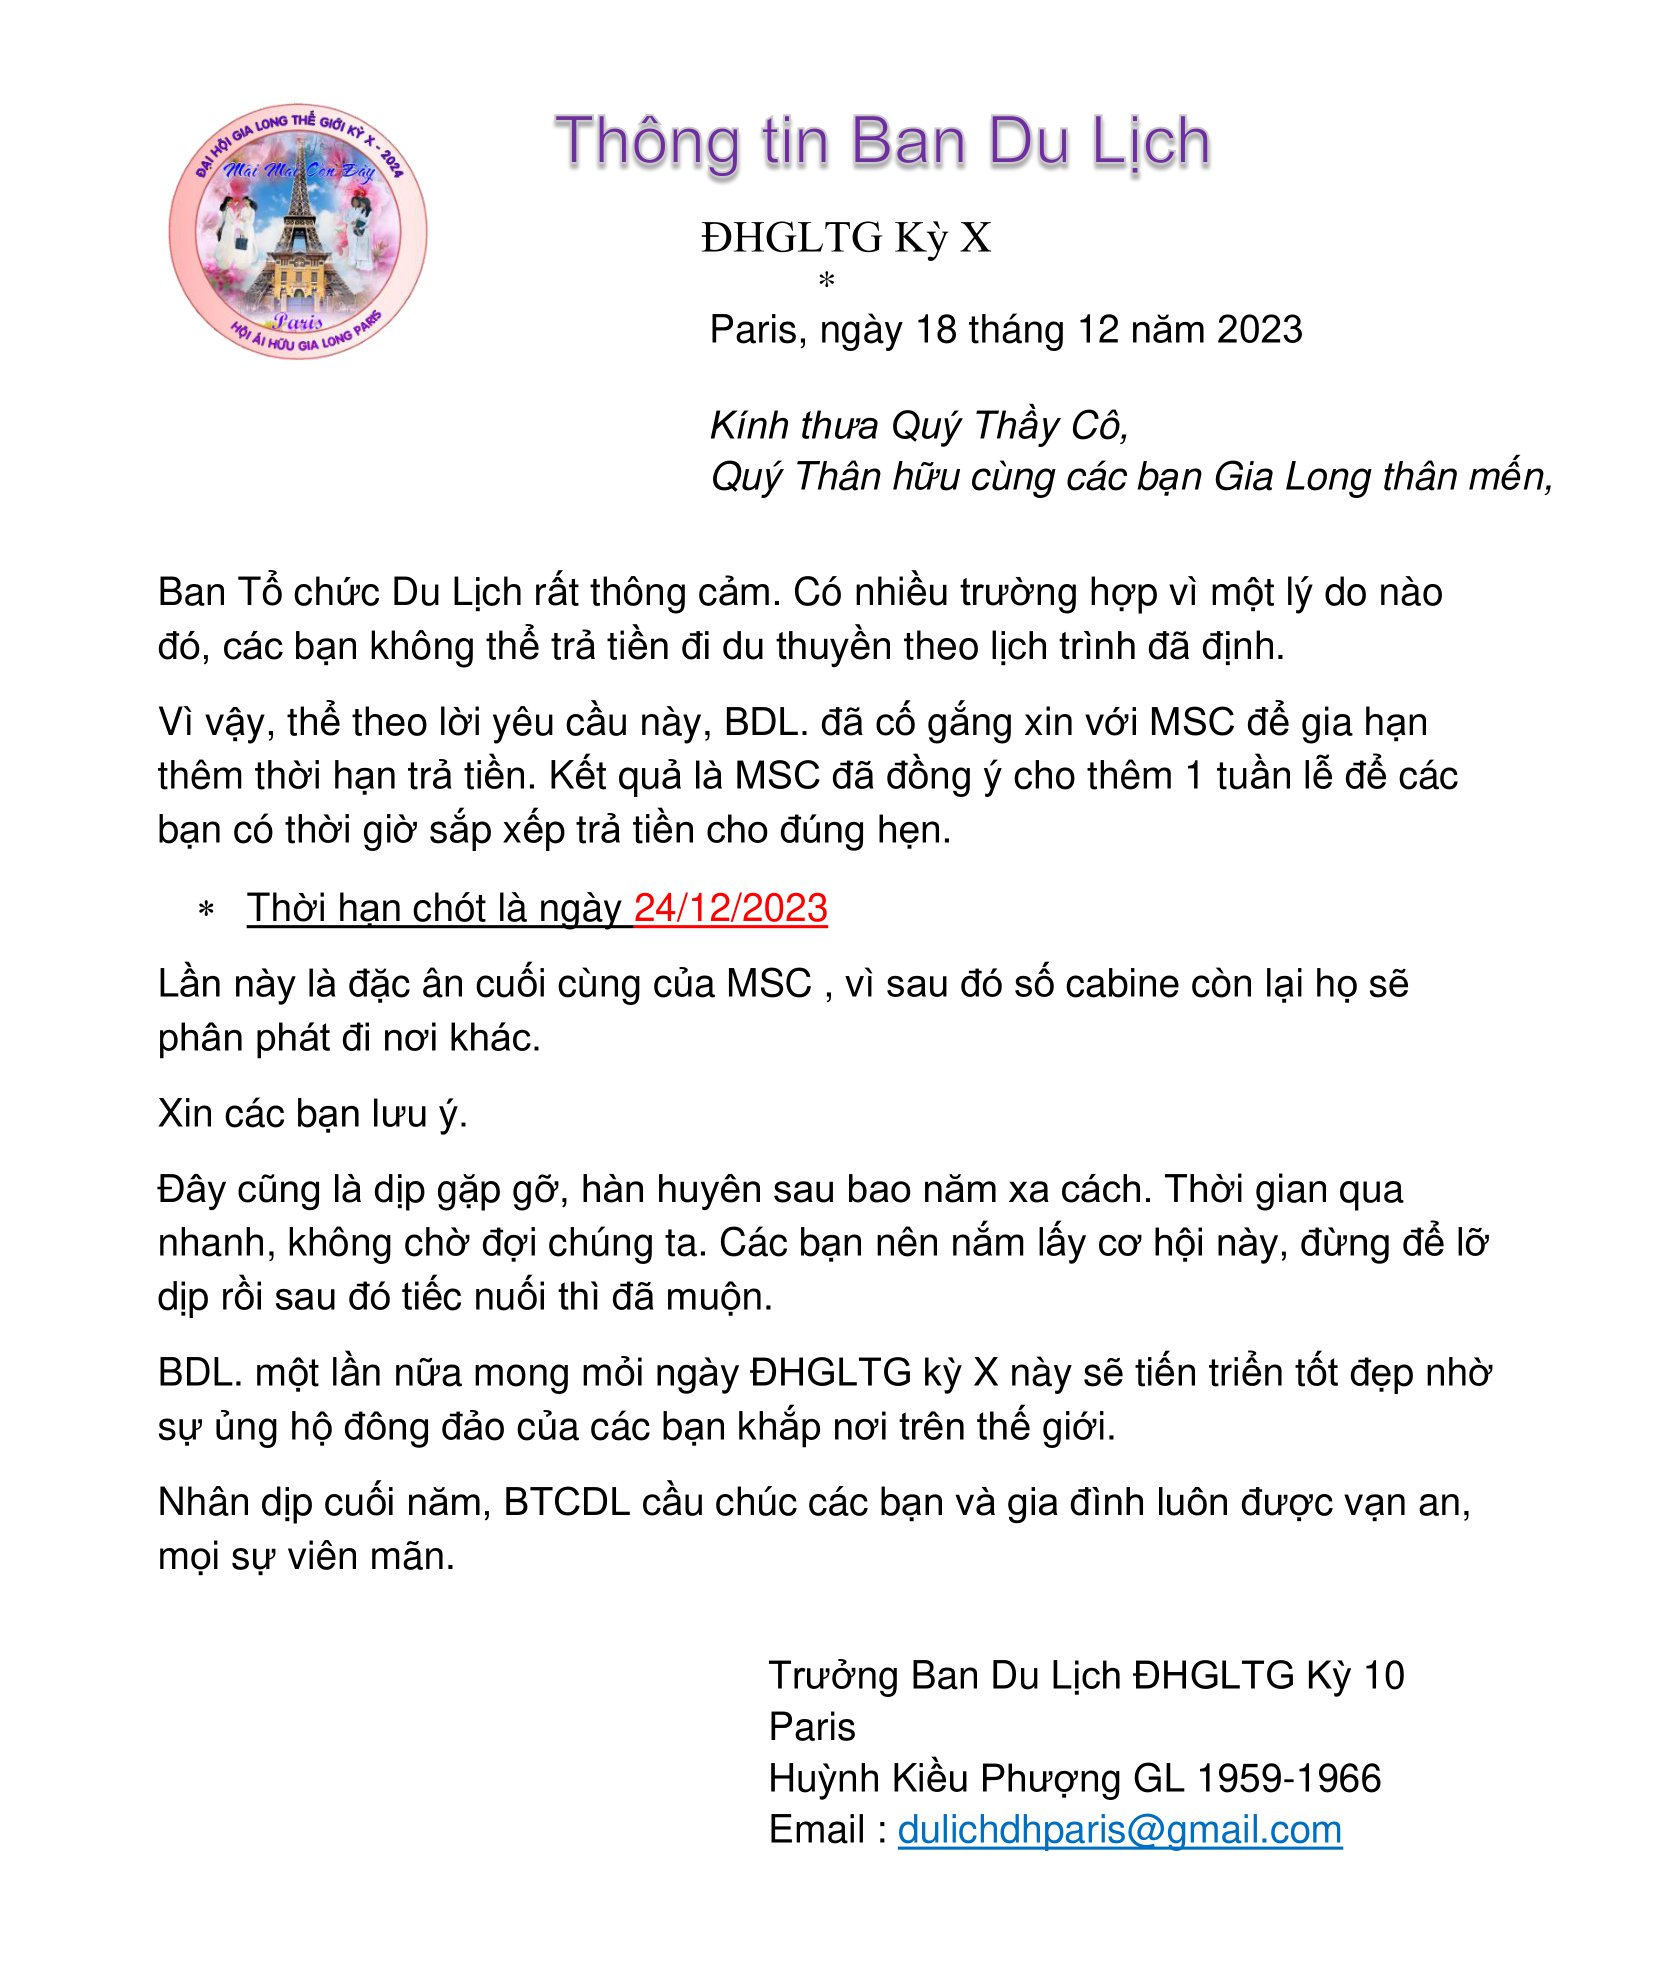 ĐẠI HỘI GIA LONG THẾ GIỚI KỲ X - 2024
Mãi Mãi Còn Đây
Paris
HỘI ÁI HỮU GIA LONG PARIS
Thông tin Ban Du Lịch
ĐHGLTG Kỳ X
*
Paris, ngày 18 tháng 12 năm 2023
Kính thưa Quý Thầy Cô,
Quý Thân hữu cùng các bạn Gia Long thân mến,
Ban Tổ chức Du Lịch rất thông cảm. Có nhiều trường hợp vì một lý do nào
đó, các bạn không thể trả tiền đi du thuyền theo lịch trình đã định.
Vì vậy, thể theo lời yêu cầu này, BDL. đã cố gắng xin với MSC để gia hạn
thêm thời hạn trả tiền. Kết quả là MSC đã đồng ý cho thêm 1 tuần lễ để các
bạn có thời giờ sắp xếp trả tiền cho đúng hẹn.
* Thời hạn chót là ngày 24/12/2023
Lần này là đặc ân cuối cùng của MSC , vì sau đó số cabine còn lại họ sẽ
phân phát đi nơi khác.
Xin các bạn lưu ý.
Đây cũng là dịp gặp gỡ, hàn huyên sau bao năm xa cách. Thời gian qua
nhanh, không chờ đợi chúng ta. Các bạn nên nắm lấy cơ hội này, đừng để lỡ
dịp rồi sau đó tiếc nuối thì đã muộn.
BDL. một lần nữa mong mỏi ngày ĐHGLTG kỳ X này sẽ tiến triển tốt đẹp nhờ
sự ủng hộ đông đảo của các bạn khắp nơi trên thế giới.
Nhân dịp cuối năm, BTCDL cầu chúc các bạn và gia đình luôn được vạn an,
mọi sự viên mãn.
Trưởng Ban Du Lịch ĐHGLTG Kỳ 10
Paris
Huỳnh Kiều Phượng GL 1959-1966
Email : dulichdhparis@gmail.com